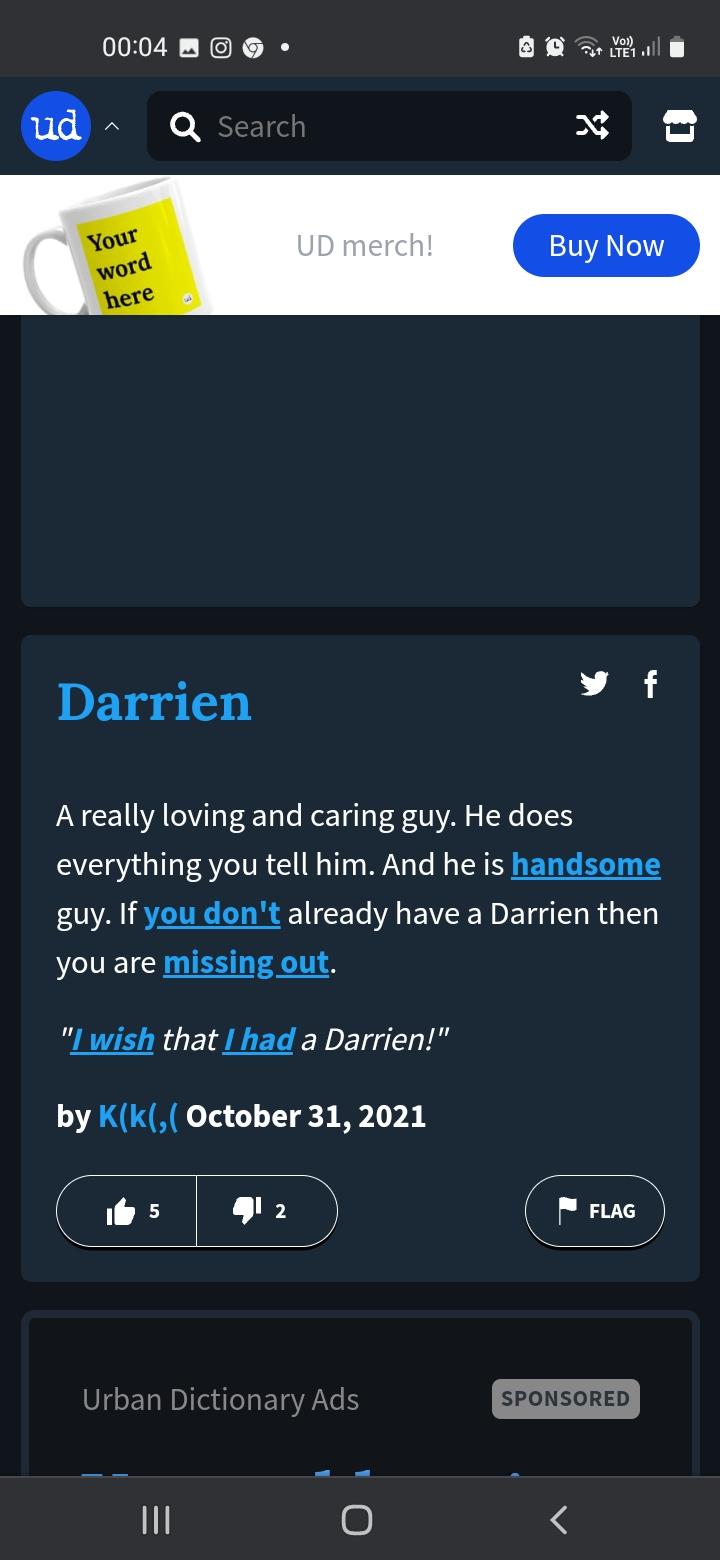 00:04
Vo))
LTE1
ud
Search
Your
word
here
UD merch!
Buy Now
Darrien
A really loving and caring guy. He does
everything you tell him. And he is handsome
guy. If you don't already have a Darrien then
you are missing out.
"I wish that I had a Darrien!"
by K(k(,( October 31, 2021
5
2
FLAG
Urban Dictionary Ads
SPONSORED